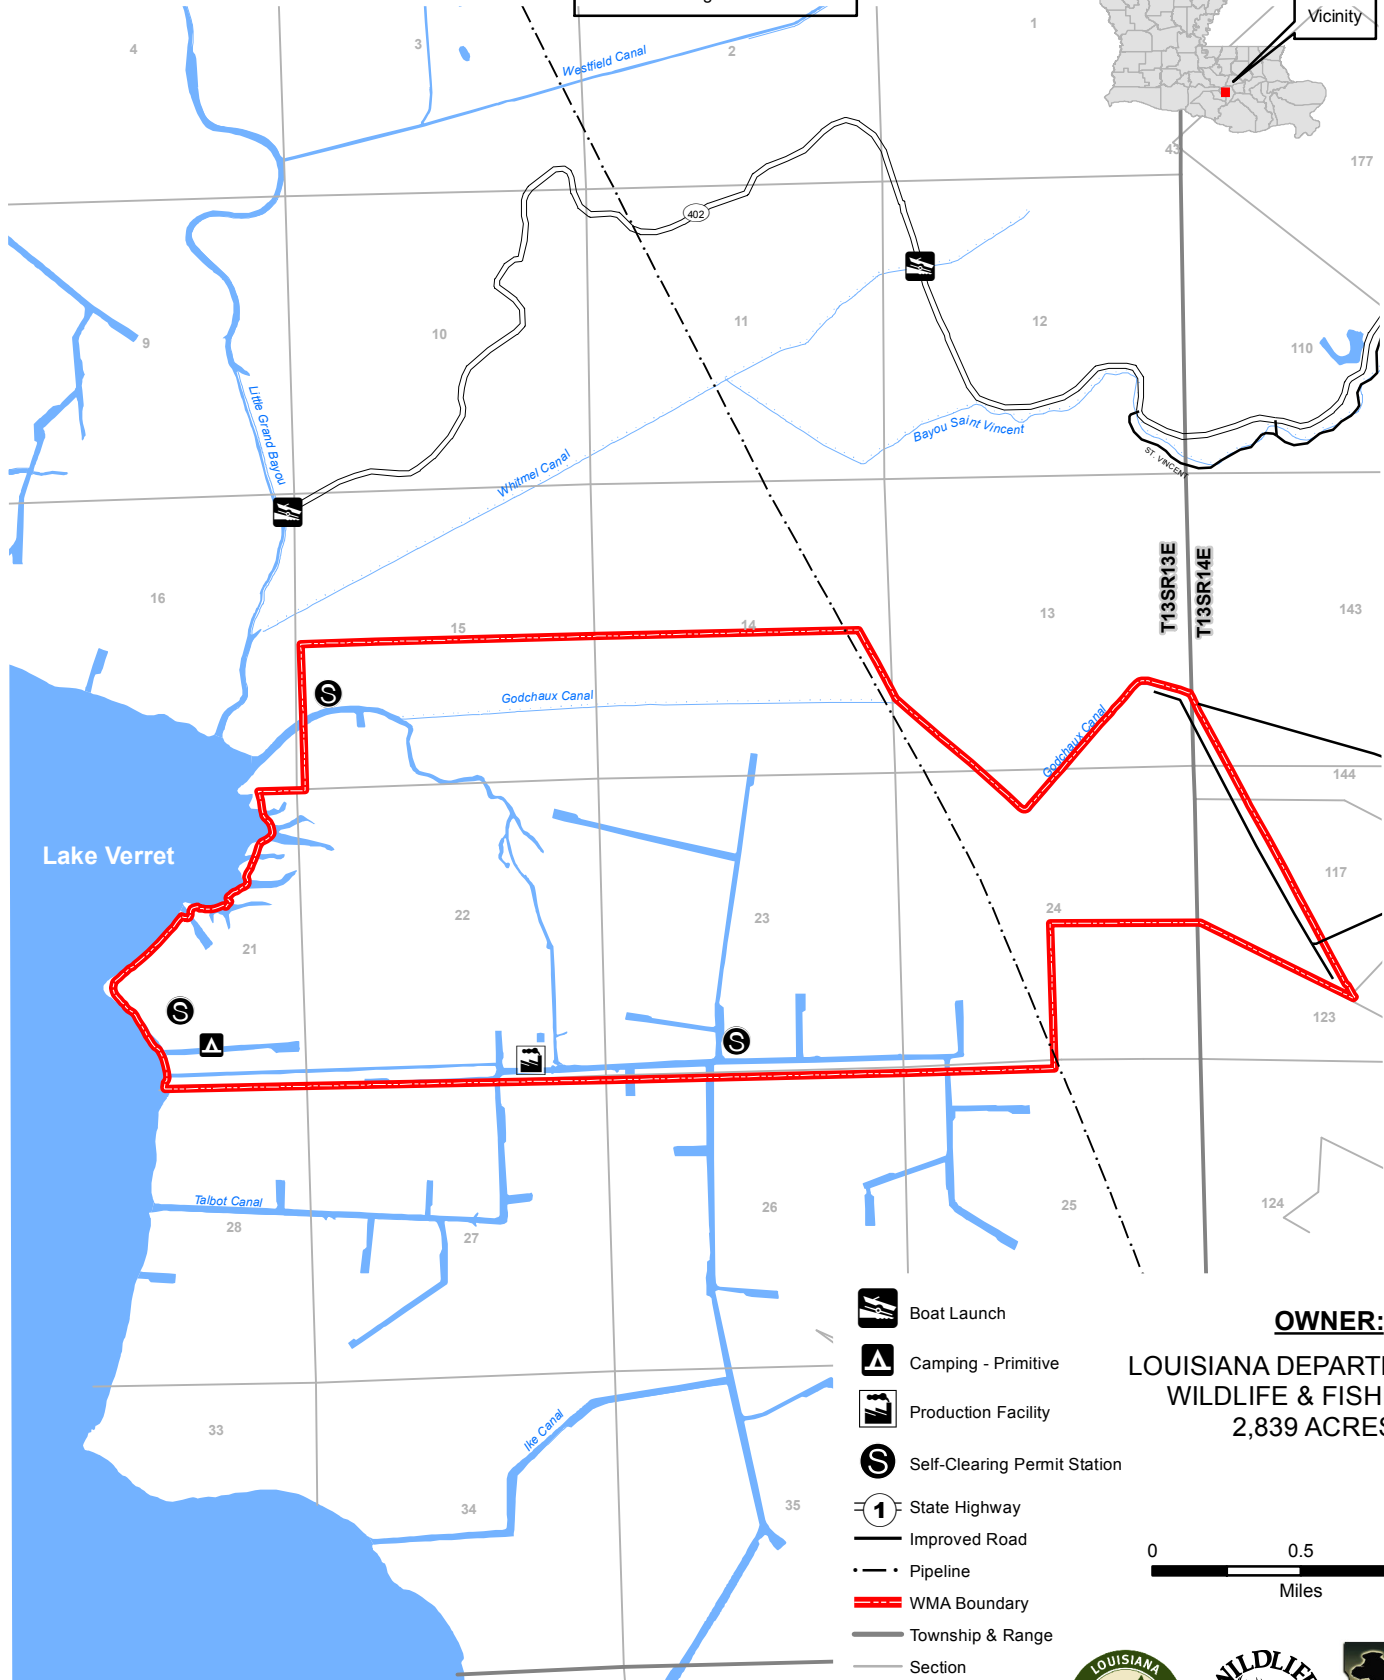 Vicinity
1
4
3
2
Westfield Canal
43
177
402
9
10
11
12
110
Little Grand Bayou
Bayou Saint Vincent
Whitmel Canal
ST. VINCENT
T13SR13E
T13SR14E
16
15
14
13
143
Godchaux Canal
Godchaux Canal
144
Lake Verret
117
22
23
24
21
123
Talbot Canal
28
27
26
25
124
33
34
35
Ike Canal
Boat Launch
Camping - Primitive
Production Facility
Self-Clearing Permit Station
1 State Highway
Improved Road
Pipeline
WMA Boundary
Township & Range
Section
OWNER:
LOUISIANA
WILDLIFE &
2,839
0 0.5
Miles
LOUISIANA